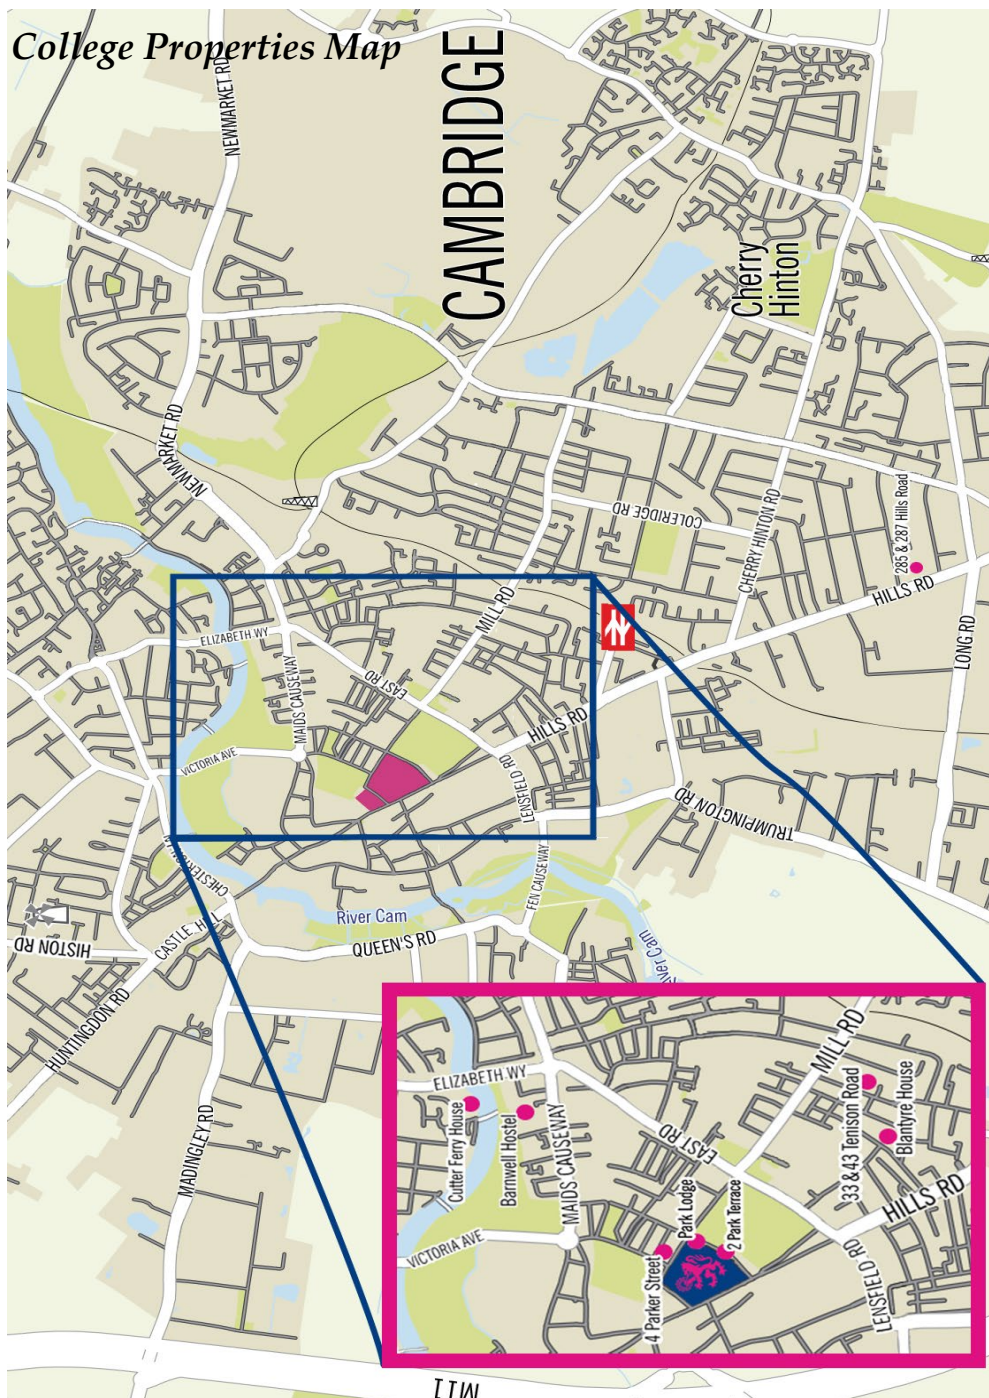 College Properties Map
NEWMARKET RD
CAMBRIDGE
Cherry
Hinton
NEWMARKET RD
COLERIDGE RD
CHERRY HINTON RD
285 & 287 Hills Road
HILLS RD
LONG RD
MILL RD
ELIZABETH WY
EAST RD
MAIDS CAUSEWAY
VICTORIA AVE
HILLS RD
LENSFIELD RD
TRUMPINGTON RD
FEN CAUSEWAY
River Cam
QUEEN'S RD
River Cam
CASTLE HILL
HISTON RD
HUNTINGDON RD
MADINGLEY RD
M11
ELIZABETH WY
Cutter Ferry House
Barnwell Hostel
MAIDS CAUSEWAY
VICTORIA AVE
EAST RD
MILL RD
33 & 43 Tenison Road
Blantyre House
4 Parker Street
Park Lodge
2 Park Terrace
HILLS RD
LENSFIELD RD